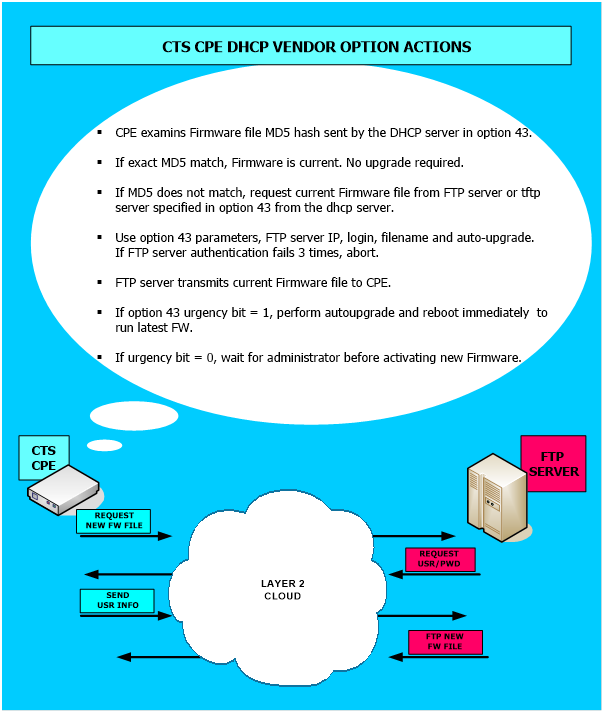 CTS CPE DHCP VENDOR OPTION ACTIONS
▪ CPE examines Firmware file MD5 hash sent by the DHCP server in option 43.
▪ If exact MD5 match, Firmware is current. No upgrade required.
▪ If MD5 does not match, request current Firmware file from FTP server or tftp
server specified in option 43 from the dhcp server.
▪ Use option 43 parameters, FTP server IP, login, filename and auto-upgrade.
If FTP server authentication fails 3 times, abort.
▪ FTP server transmits current Firmware file to CPE.
▪ If option 43 urgency bit = 1, perform autoupgrade and reboot immediately to
run latest FW.
▪ If urgency bit = 0, wait for administrator before activating new Firmware.
CTS
CPE
FTP
SERVER
REQUEST
NEW FW FILE
REQUEST
USR/PWD
LAYER 2
CLOUD
SEND
USR INFO
FTP NEW
FW FILE